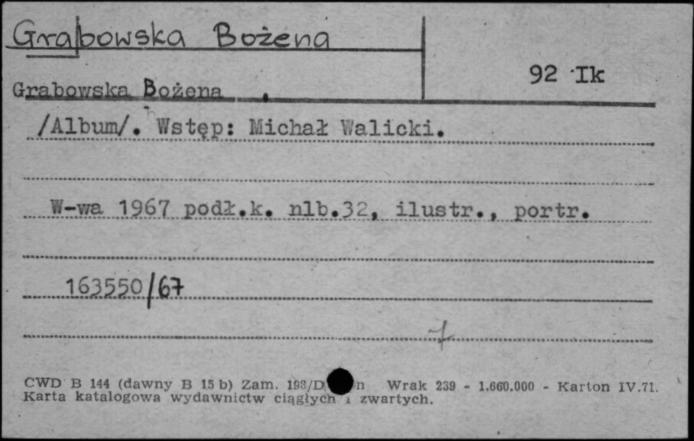 Grabowska Bożena
92 Ik
Grabowska Bożena
/Album/. Wstęp: Michał Walicki.
W-wa 1967 podł.k. nlb.32, ilustr., portr.
163550/67
CWD B 144 (dawny B 15 b) Zam. Wrak 239 - 1.660.000 - Karton IV.71.
Karta katalogowa wydawnictw ciągłych i zwartych.